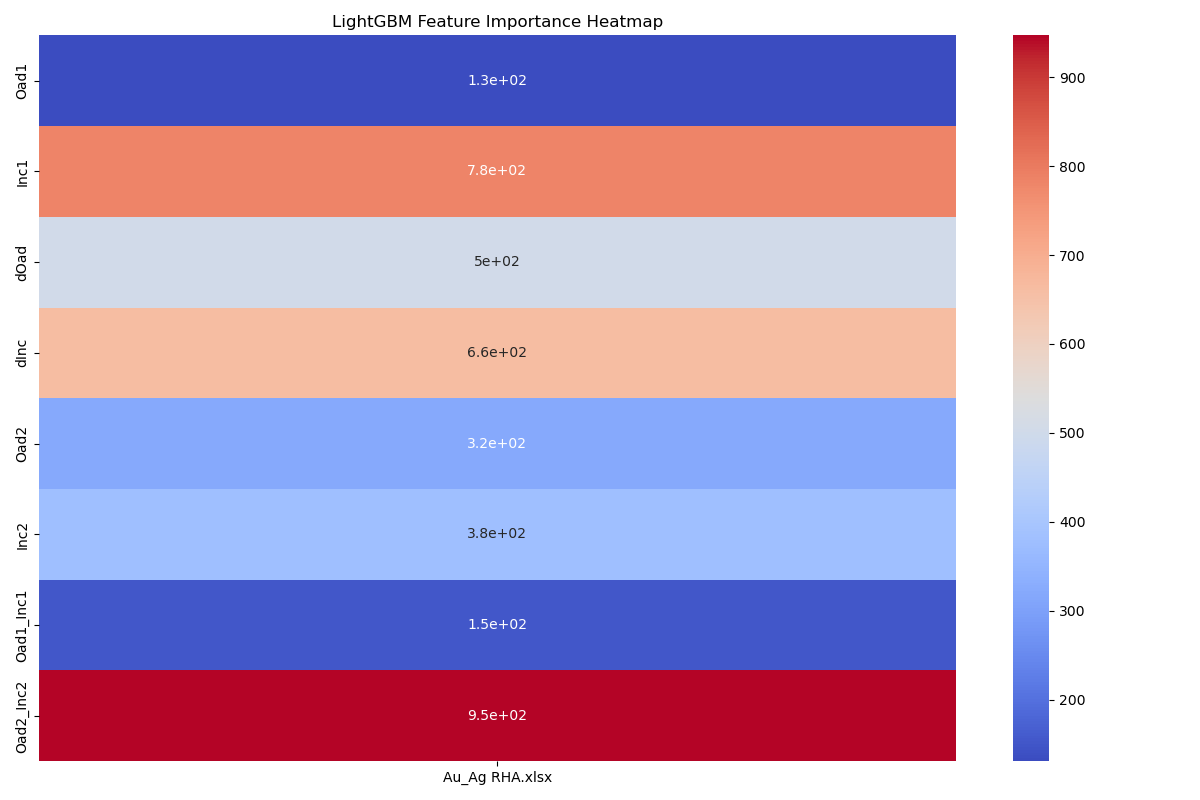 LightGBM Feature Importance Heatmap
Oad1
1.3e+02
Inc1
7.8e+02
dOad
5e+02
dInc
6.6e+02
Oad2
3.2e+02
Inc2
3.8e+02
Oad1_Inc1
1.5e+02
Oad2_Inc2
9.5e+02
Au_Ag RHA.xlsx
900
800
700
600
500
400
300
200